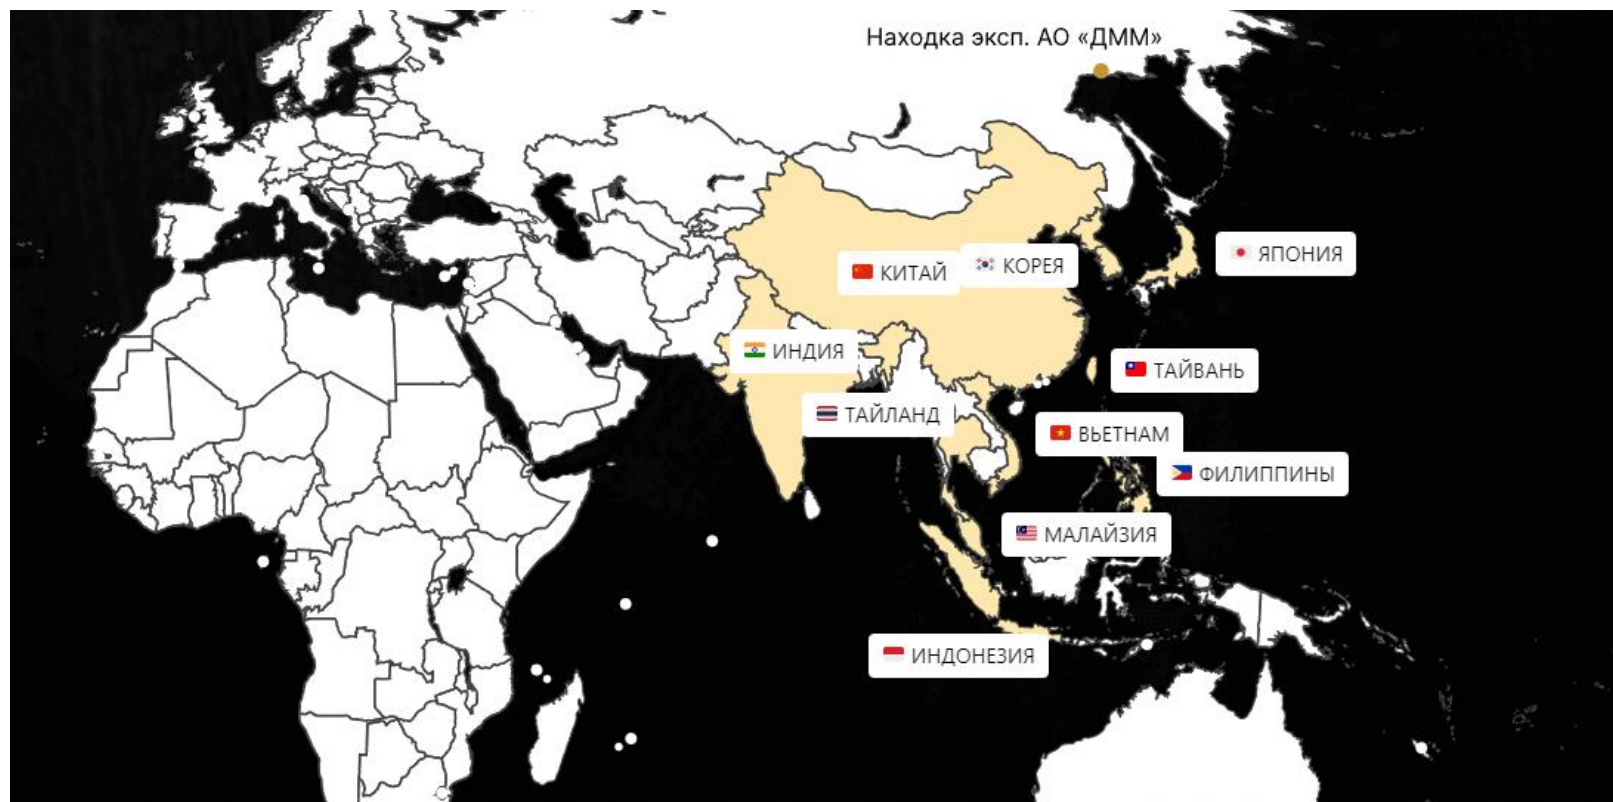 Находка эксп. АО «ДММ»
ЯПОНИЯ
КИТАЙ
КОРЕЯ
ИНДИЯ
ТАЙВАНЬ
ТАЙЛАНД
ВЬЕТНАМ
ФИЛИППИНЫ
МАЛАЙЗИЯ
ИНДОНЕЗИЯ